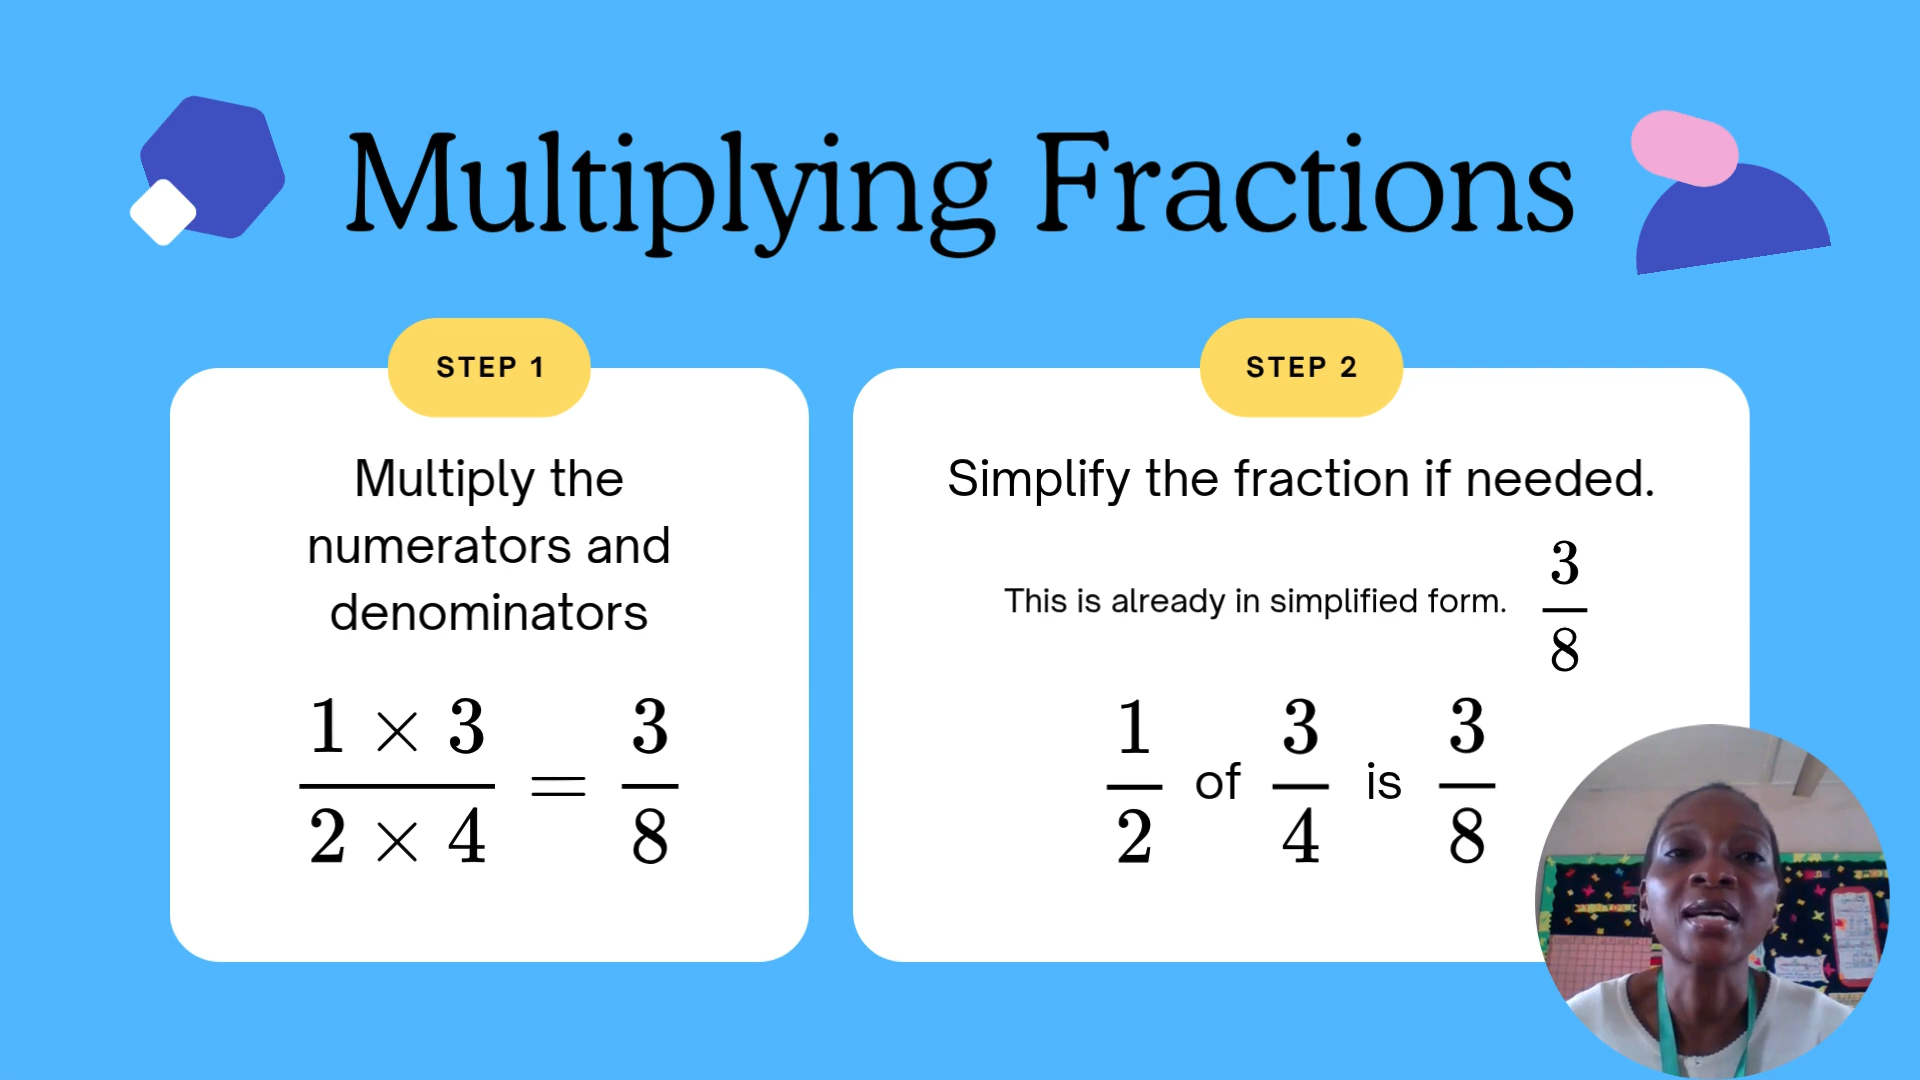 Multiplying Fractions
STEP 1
Multiply the
numerators and
denominators
1 × 3
2 × 4
=
3
8
STEP 2
Simplify the fraction if needed.
This is already in simplified form.
3
8
1
2
of
3
4
is
3
8